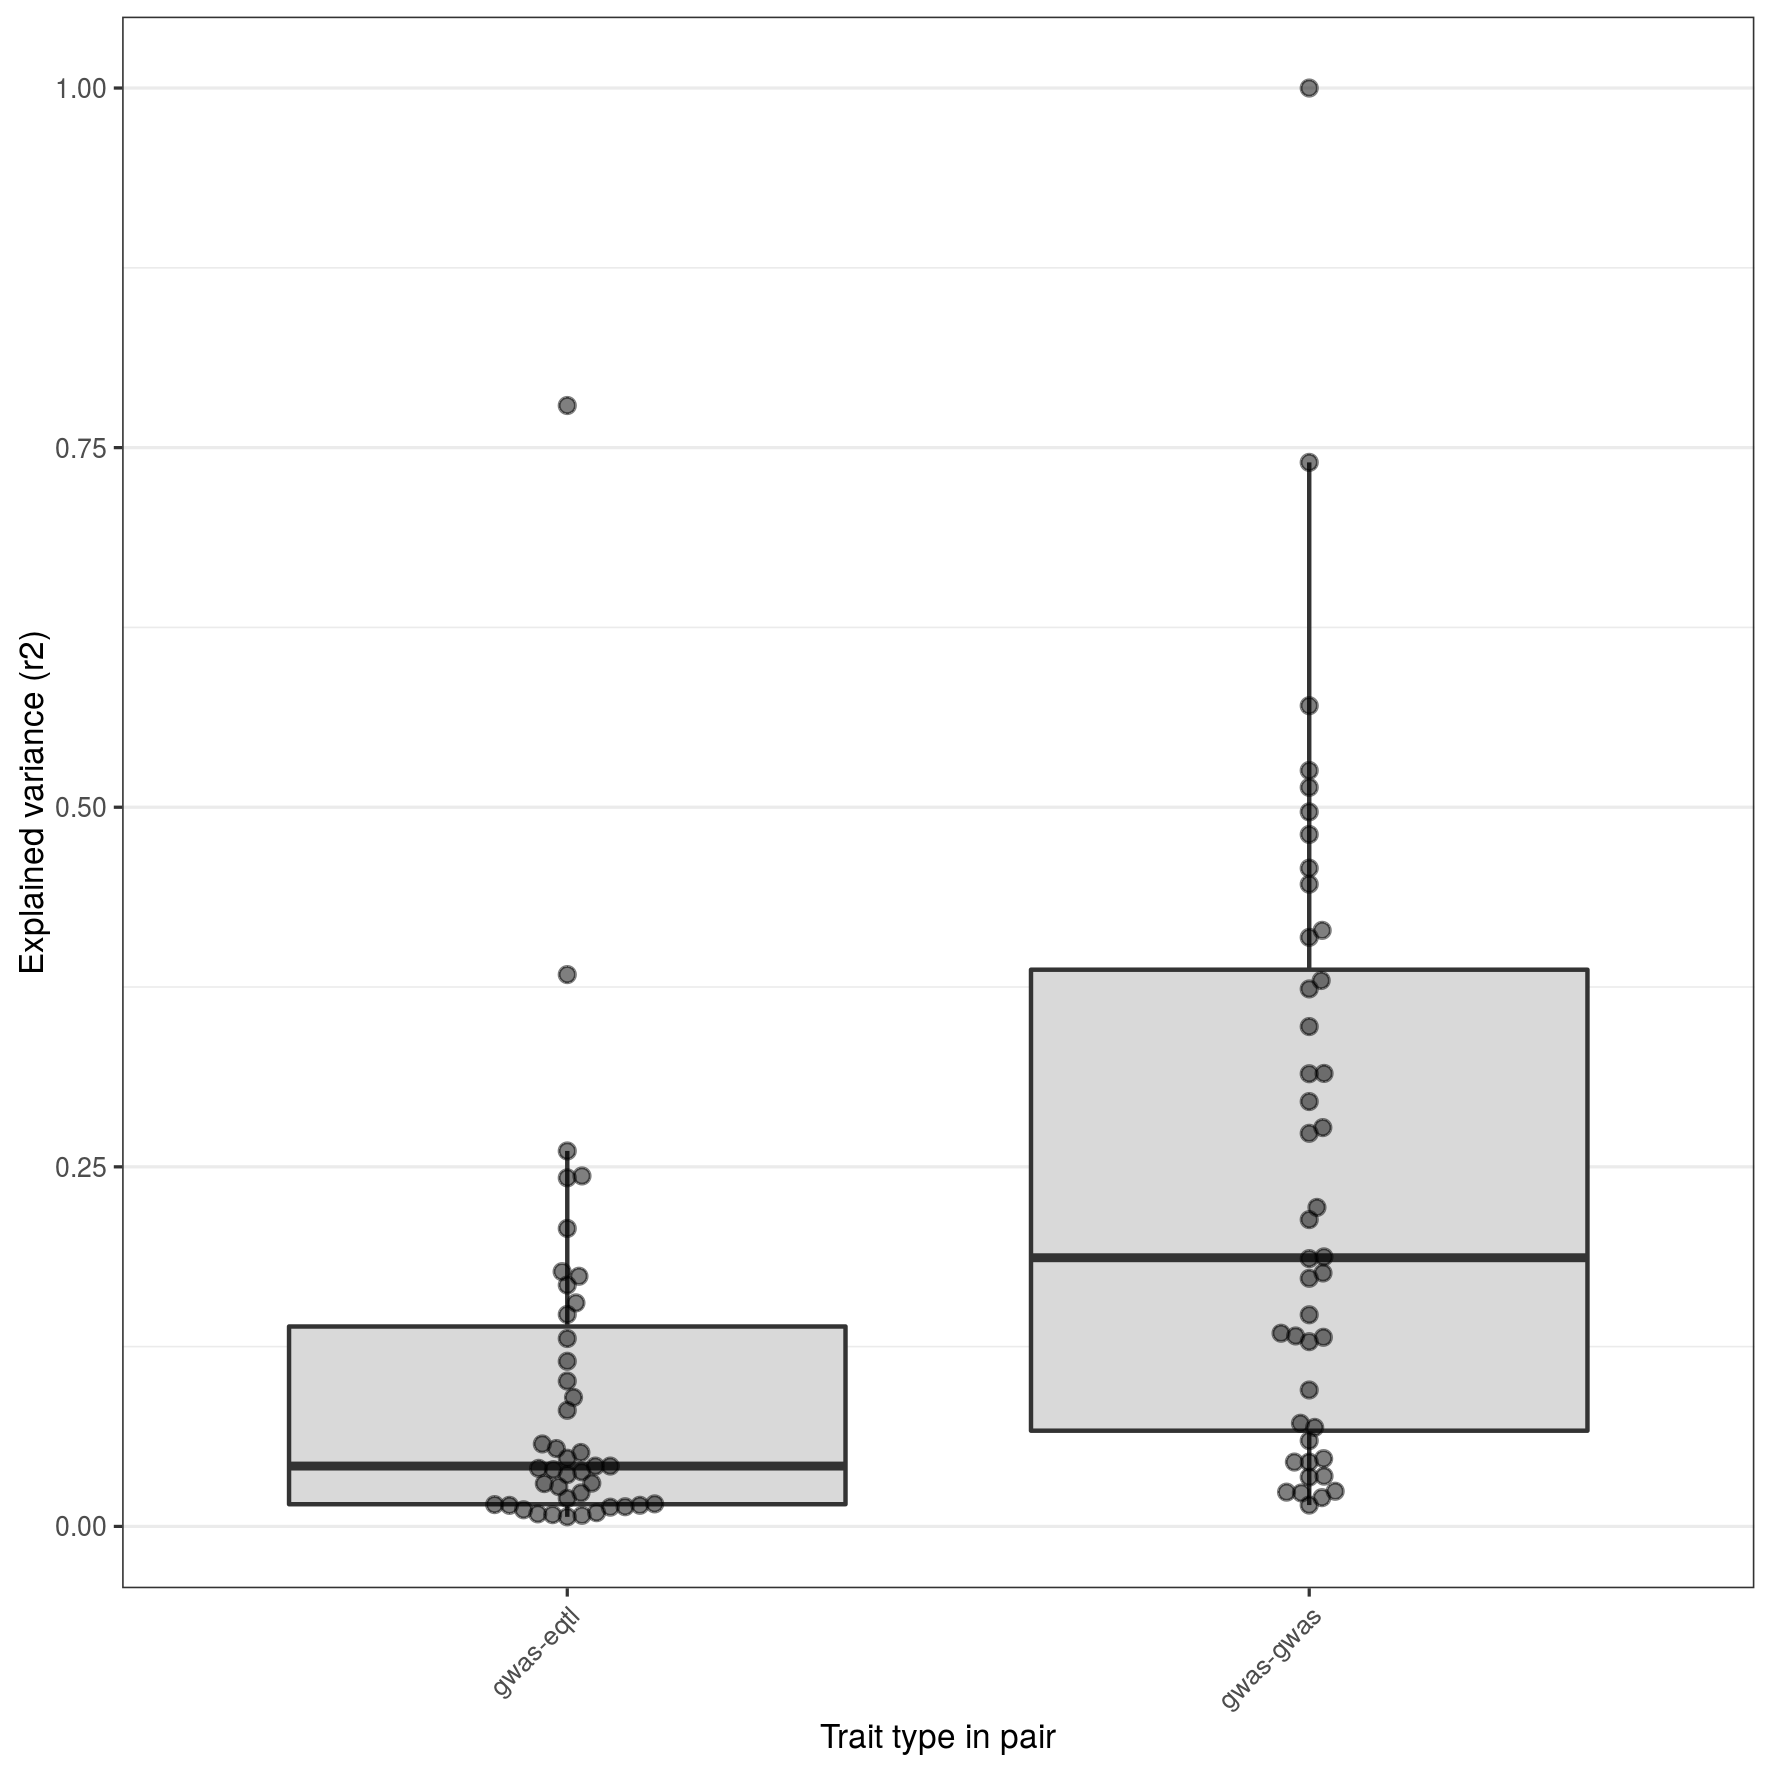 Explained variance (r2)
1.00
0.75
0.50
0.25
0.00
gwas-eqtl
gwas-gwas
Trait type in pair